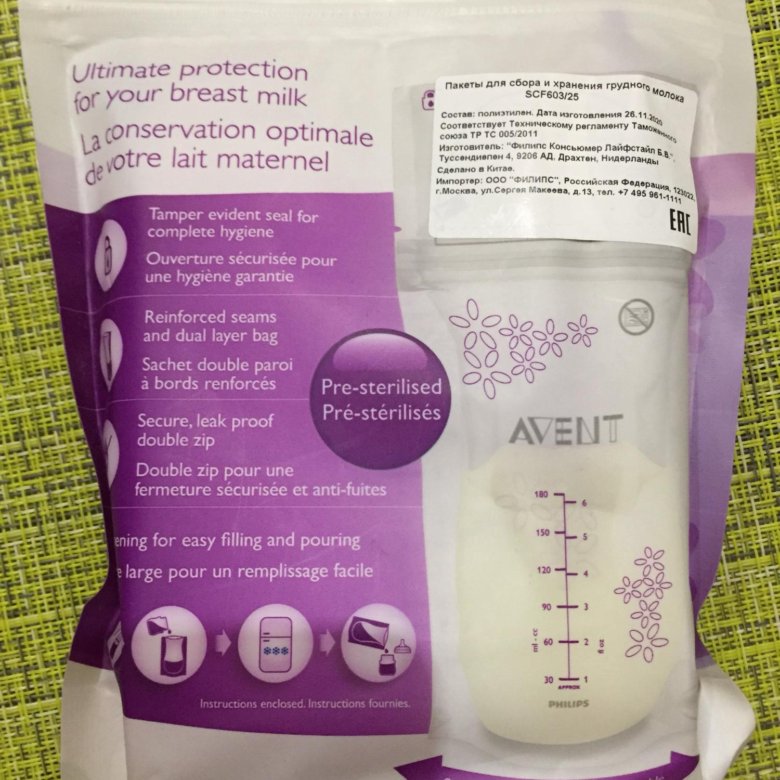 Ultimate protection
for your breast milk
La conservation optimale
de votre lait maternel
Tamper evident seal for
complete hygiene
Ouverture sécurisée pour
une hygiène garantie
Reinforced seams
and dual layer bag
Sachet double paroi
à bords renforcés
Secure, leak proof
double zip
Double zip pour une
fermeture sécurisée et anti-fuites
ening for easy filling and pouring
e large pour un remplissage facile
Instructions enclosed. Instructions fournies.
Pre-sterilised
Pré-stérilisés
Пакеты для сбора и хранения грудного молока
SCF603/25
Состав: полиэтилен. Дата изготовления 26.11.2020
Соответствует Техническому регламенту Таможенного
союза ТР ТС 005/2011
Изготовитель: "Филипс Консьюмер Лайфстайл Б.В.",
Туссендиепен 4, 9206 АД, Драхтен, Нидерланды
Сделано в Китае.
Импортер: ООО "ФИЛИПС", Российская Федерация, 123022,
г.Москва, ул.Сергея Макеева, д.13, тел. +7 495 961-1111
EAC
AVENT
180
6
150
5
120
4
90
3
60
2
30
1
ml - cc
oz
APPROX
PHILIPS